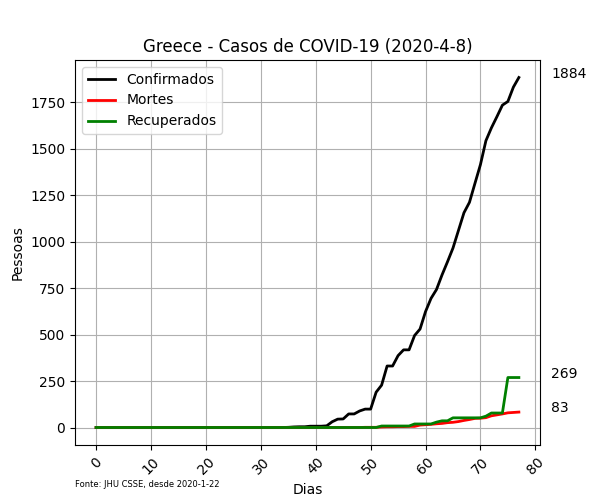 Greece - Casos de COVID-19 (2020-4-8)
Confirmados
Mortes
Recuperados
1884
269
83
1750
1500
1250
1000
750
500
250
0
Pessoas
0 10 20 30 40 50 60 70 80
Dias
Fonte: JHU CSSE, desde 2020-1-22